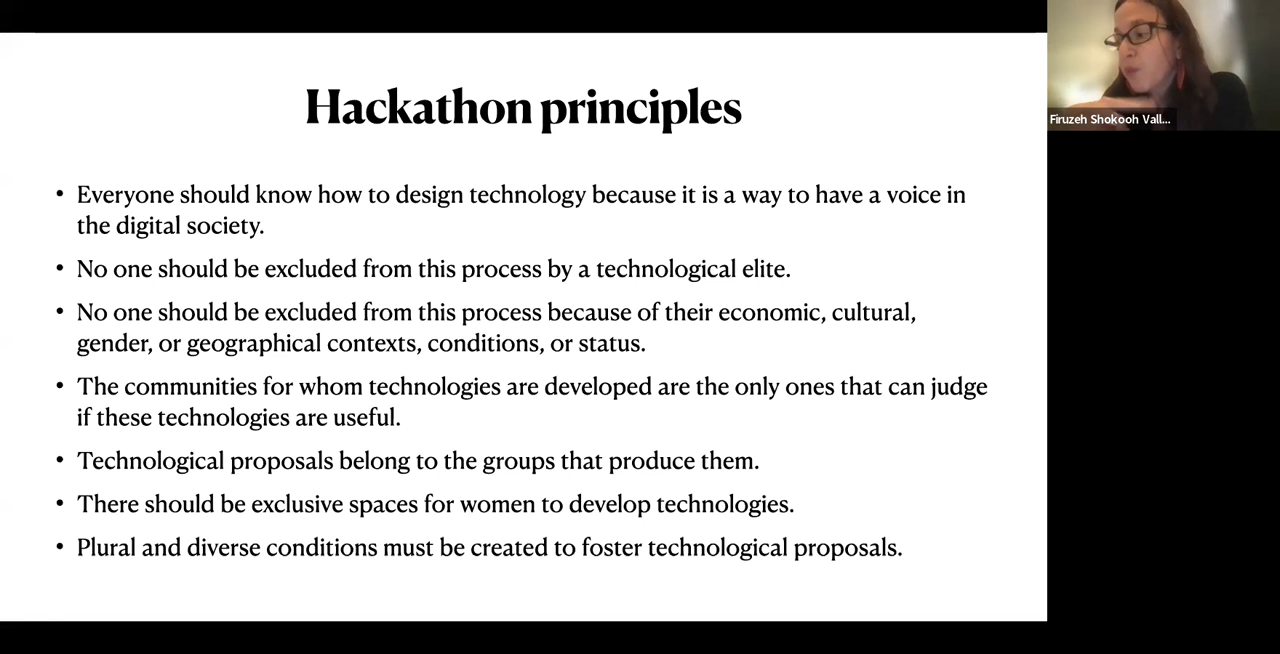 Hackathon principles
• Everyone should know how to design technology because it is a way to have a voice in
the digital society.
• No one should be excluded from this process by a technological elite.
• No one should be excluded from this process because of their economic, cultural,
gender, or geographical contexts, conditions, or status.
• The communities for whom technologies are developed are the only ones that can judge
if these technologies are useful.
• Technological proposals belong to the groups that produce them.
• There should be exclusive spaces for women to develop technologies.
• Plural and diverse conditions must be created to foster technological proposals.
Firuzeh Shokooh Vall...